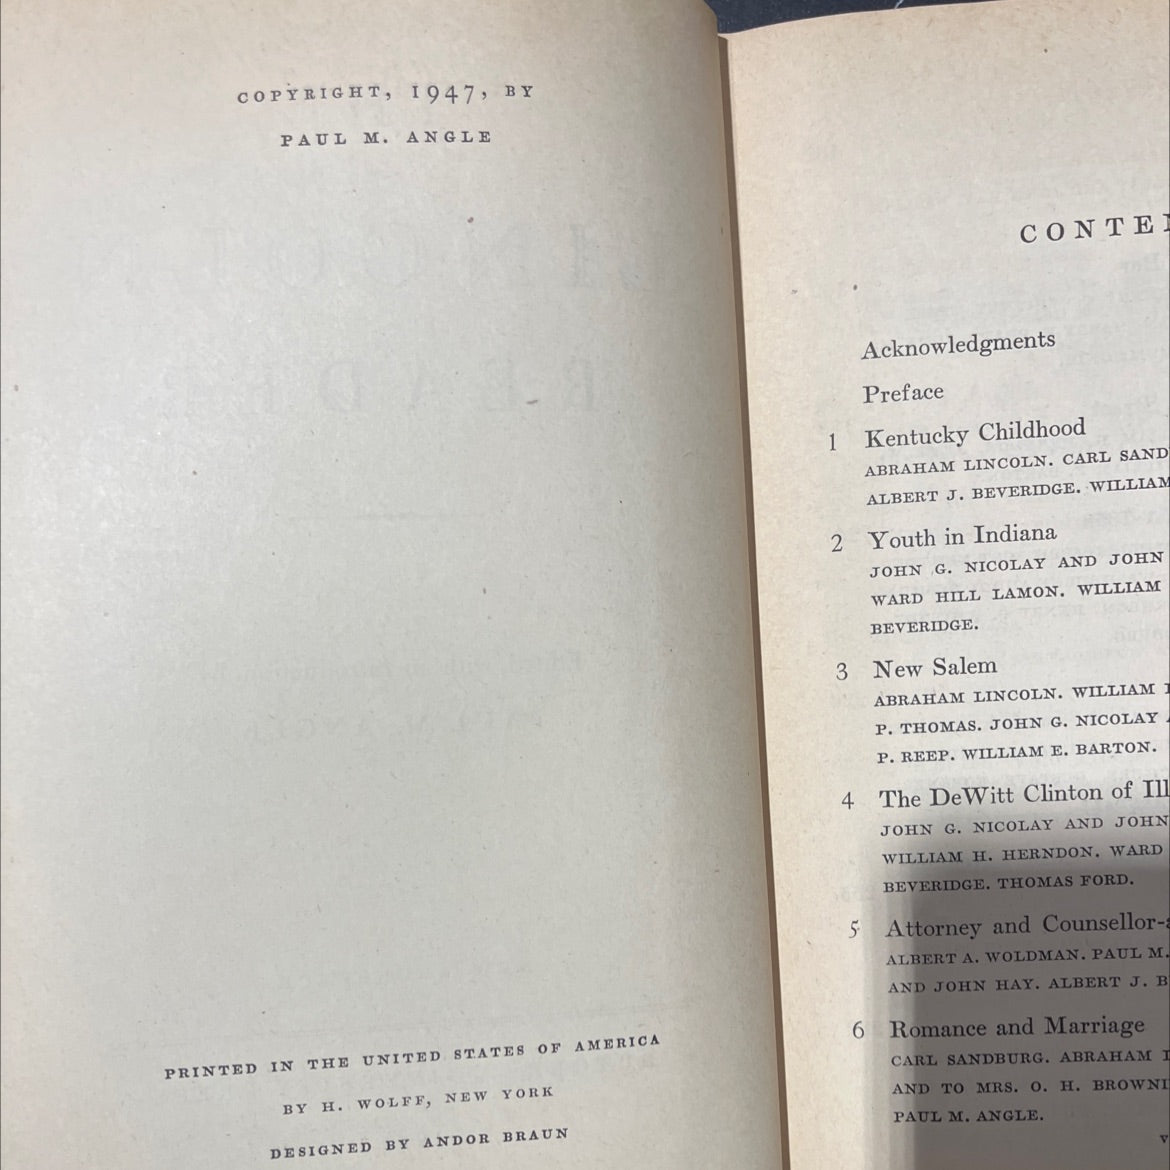 COPYRIGHT, 1947, BY
PAUL M. ANGLE
PRINTED IN THE UNITED STATES OF AMERICA
BY H. WOLFF, NEW YORK
DESIGNED BY ANDOR BRAUN
CONTE
Acknowledgments
Preface
1 Kentucky Childhood
ABRAHAM LINCOLN. CARL SAND
ALBERT J. BEVERIDGE. WILLIAM
2 Youth in Indiana
JOHN G. NICOLAY AND JOHN
WARD HILL LAMON. WILLIAM
BEVERIDGE.
3 New Salem
ABRAHAM LINCOLN. WILLIAM
P. THOMAS. JOHN G. NICOLAY
P. REEP. WILLIAM E. BARTON.
4 The DeWitt Clinton of Ill
JOHN G. NICOLAY AND JOHN
WILLIAM H. HERNDON. WARD
BEVERIDGE. THOMAS FORD.
5 Attorney and Counsellor-
ALBERT A. WOLDMAN. PAUL M.
AND JOHN HAY. ALBERT J. B
6 Romance and Marriage
CARL SANDBURG. ABRAHAM
AND TO MRS. O. H. BROWNI
PAUL M. ANGLE.
v